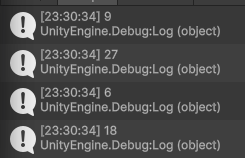 [23:30:34] 9
UnityEngine.Debug:Log (object)
[23:30:34] 27
UnityEngine.Debug:Log (object)
[23:30:34] 6
UnityEngine.Debug:Log (object)
[23:30:34] 18
UnityEngine.Debug:Log (object)